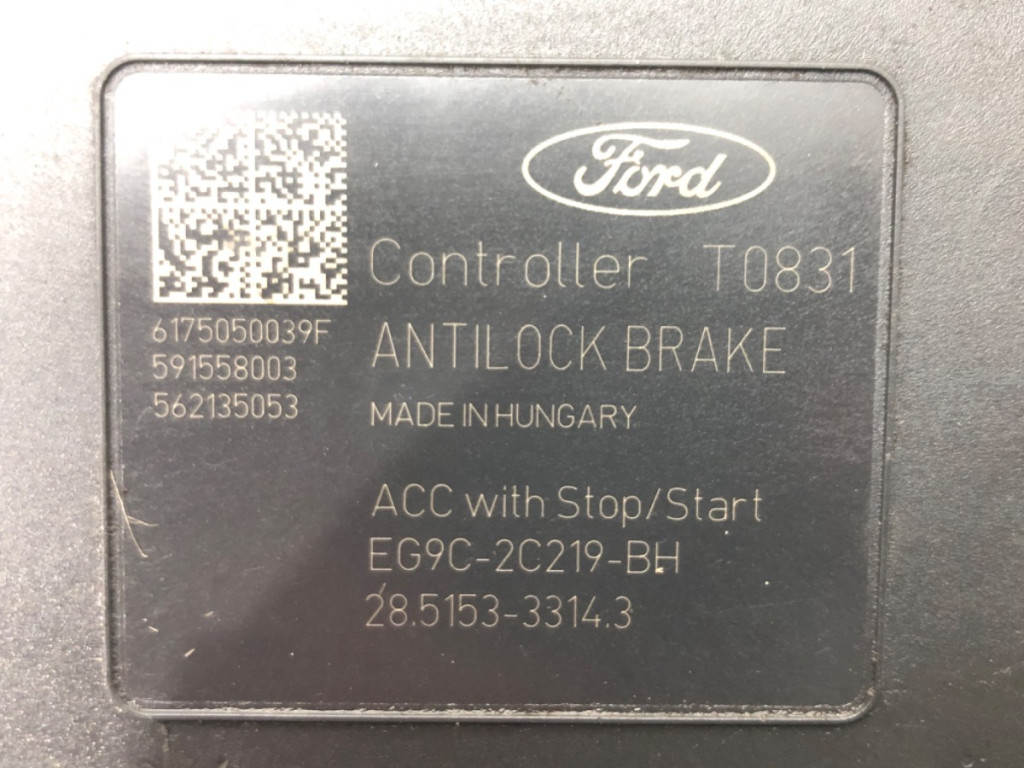 Ford
Controller T0831
ANTILOCK BRAKE
MADE IN HUNGARY
6175050039F
591558003
562135053
ACC with Stop/Start
EG9C-2C219-BH
28.5153-3314.3